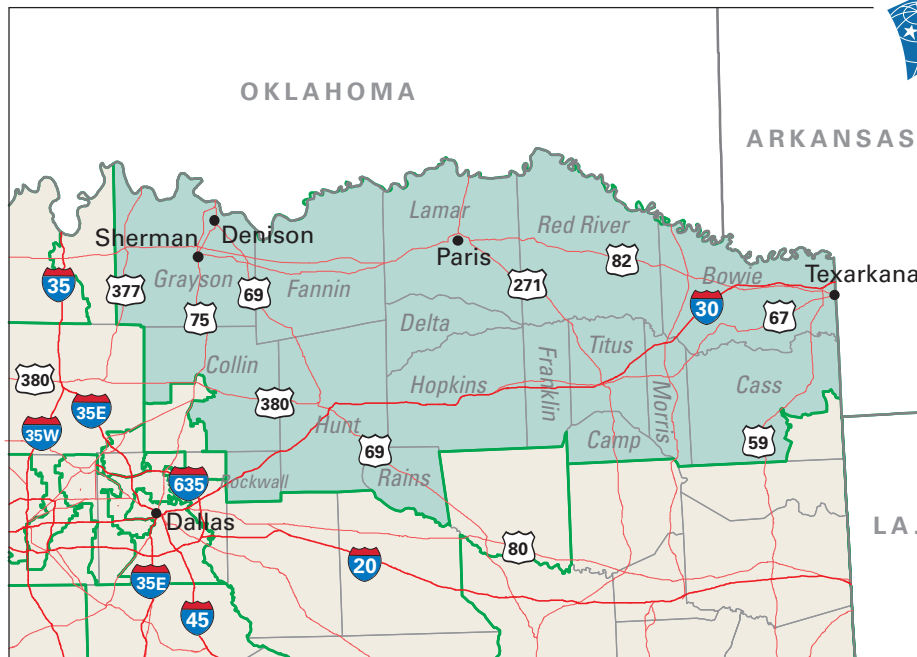 OKLAHOMA
ARKANSAS
Lamar
Red River
Sherman
Denison
Paris
82
Bowie
Texarkana
35
377
Grayson
69
Fannin
271
30
67
75
Delta
Titus
Collin
380
Hopkins
Franklin
Morris
Cass
380
35E
35W
Hunt
69
Camp
59
635
Rockwall
Rains
Dallas
LA.
80
20
35E
45